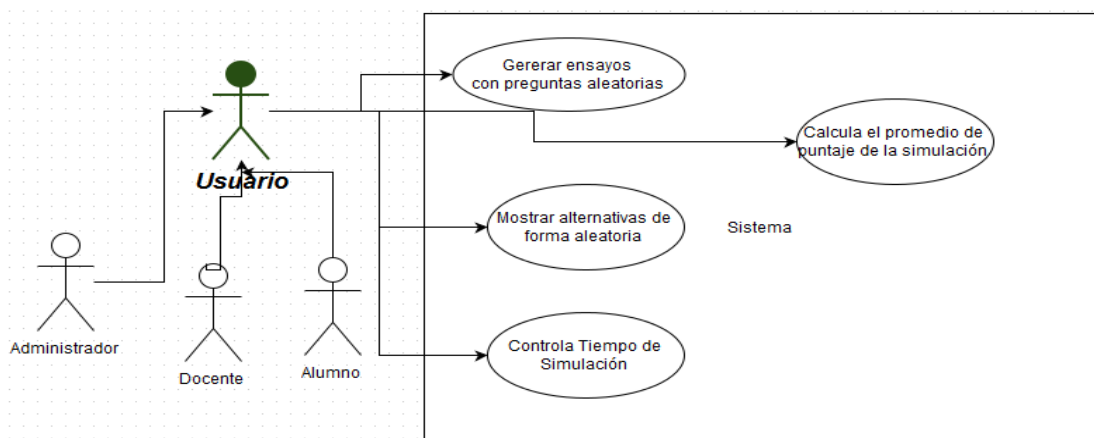 Gererar ensayos
con preguntas aleatorias
Calcula el promedio de
puntaje de la simulación
Usuario
Mostrar alternativas de
forma aleatoria
Sistema
Administrador
Docente
Alumno
Controla Tiempo de
Simulación